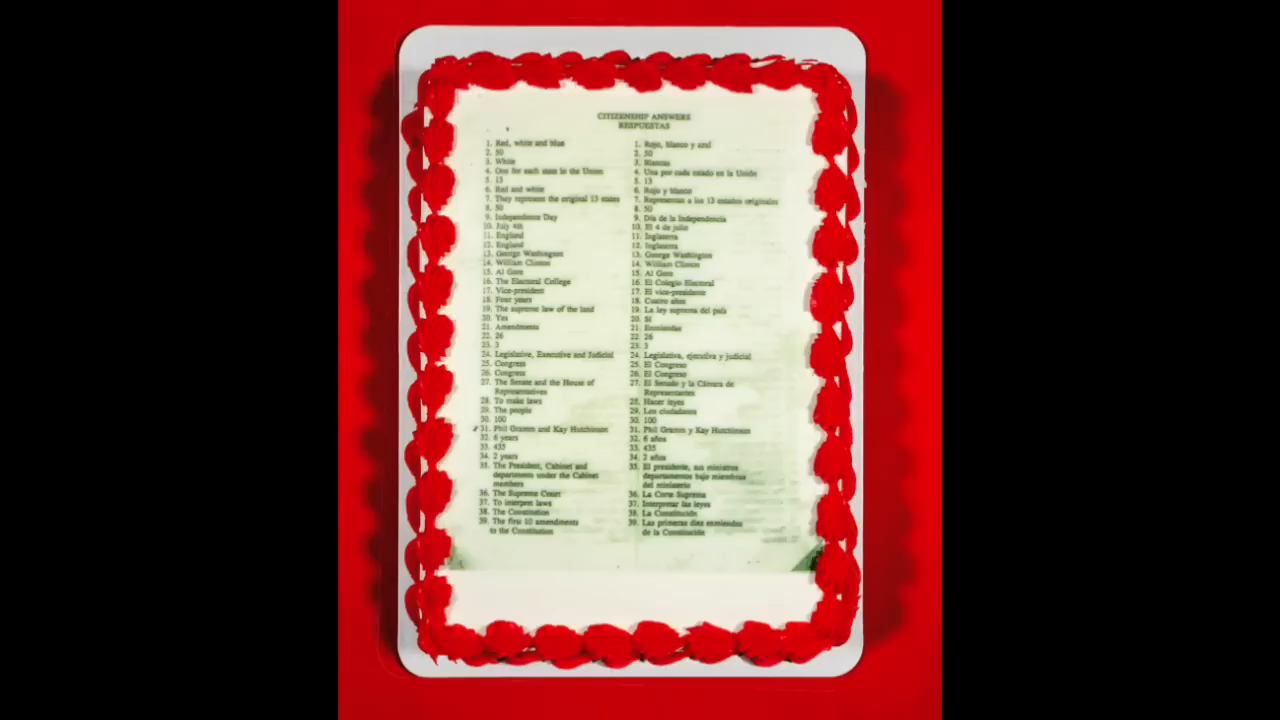 CITIZENSHIP ANSWERS
RESPUESTAS
1. Red, white and blue
2. 50
3. White
4. One for each state in the Union
5. 13
6. Red and white
7. They represent the original 13 states
8. 50
9. Independence Day
10. July 4th
11. England
12. England
13. George Washington
14. William Clinton
15. Al Gore
16. The Electoral College
17. Vice-president
18. Four years
19. The supreme law of the land
20. Yes
21. Amendments
22. 26
23. 3
24. Legislative, Executive and Judicial
25. Congress
26. Congress
27. The Senate and the House of
Representatives
28. To make laws
29. The people
30. 100
31. Phil Gramm and Kay Hutchinson
32. 6 years
33. 435
34. 2 years
35. The President, Cabinet and
departments under the Cabinet
members
36. The Supreme Court
37. To interpret laws
38. The Constitution
39. The first 10 amendments
to the Constitution
1. Rojo, blanco y azul
2. 50
3. Blancas
4. Una por cada estado en la Unión
5. 13
6. Rojo y blanco
7. Representan a los 13 estados originales
8. 50
9. Día de la Independencia
10. El 4 de julio
11. Inglaterra
12. Inglaterra
13. George Washington
14. William Clinton
15. Al Gore
16. El Colegio Electoral
17. El vice-presidente
18. Cuatro años
19. La ley suprema del país
20. Sí
21. Enmiendas
22. 26
23. 3
24. Legislativa, ejecutiva y judicial
25. El Congreso
26. El Congreso
27. El Senado y la Cámara de
Representantes
28. Hacer leyes
29. Los ciudadanos
30. 100
31. Phil Gramm y Kay Hutchinson
32. 6 años
33. 435
34. 2 años
35. El presidente, sus ministros
departamentos bajo miembros
del ministerio
36. La Corte Suprema
37. Interpretar las leyes
38. La Constitución
39. Las primeras diez enmiendas
de la Constitución